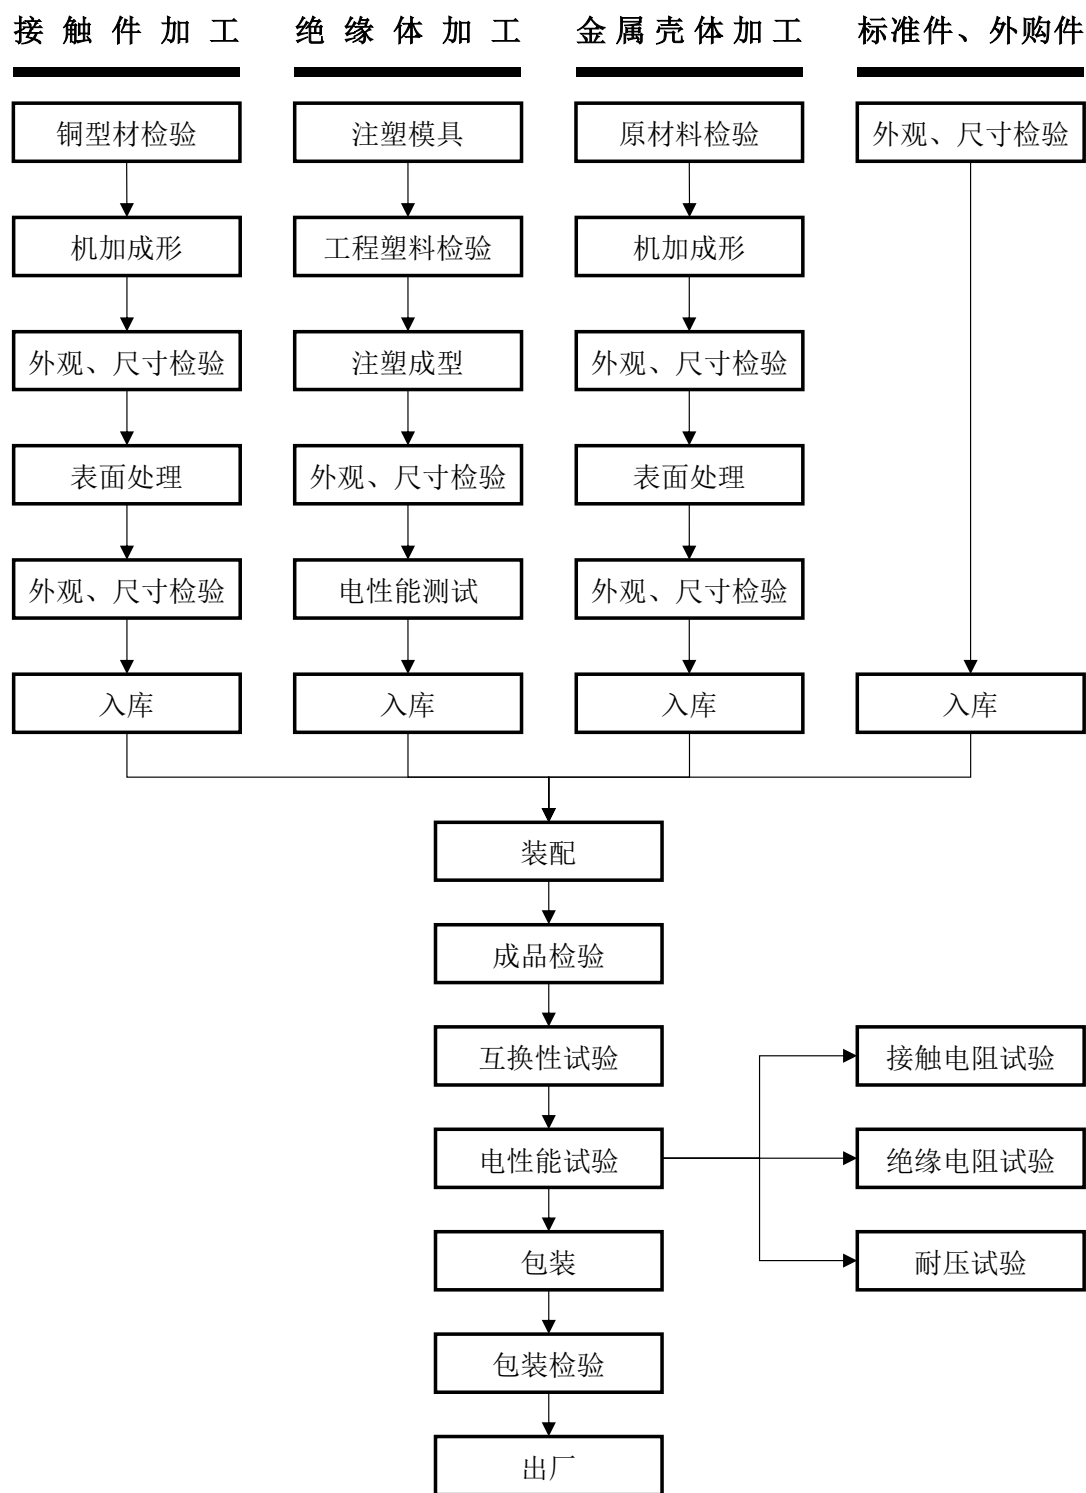 接触件加工
绝缘体加工
金属壳体加工
标准件、外购件
铜型材检验
注塑模具
原材料检验
外观、尺寸检验
机加成形
工程塑料检验
机加成形
外观、尺寸检验
注塑成型
外观、尺寸检验
表面处理
外观、尺寸检验
表面处理
外观、尺寸检验
电性能测试
外观、尺寸检验
入库
入库
入库
入库
装配
成品检验
互换性试验
接触电阻试验
电性能试验
绝缘电阻试验
包装
耐压试验
包装检验
出厂